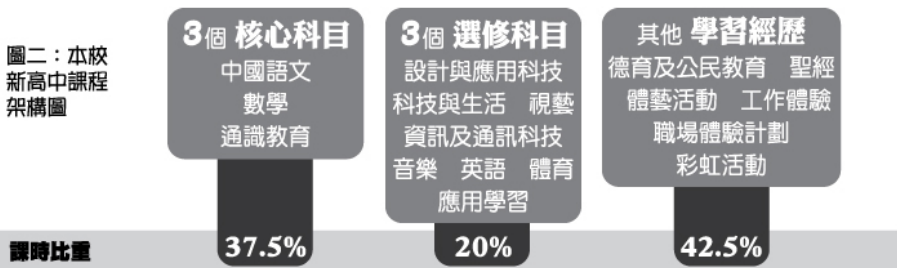 圖二：本校
新高中課程
架構圖
3個 核心科目
中國語文
數學
通識教育
3個 選修科目
設計與應用科技
科技與生活 視藝
資訊及通訊科技
音樂 英語 體育
應用學習
其他 學習經歷
德育及公民教育 聖經
體藝活動 工作體驗
職場體驗計劃
彩虹活動
課時比重
37.5%
20%
42.5%